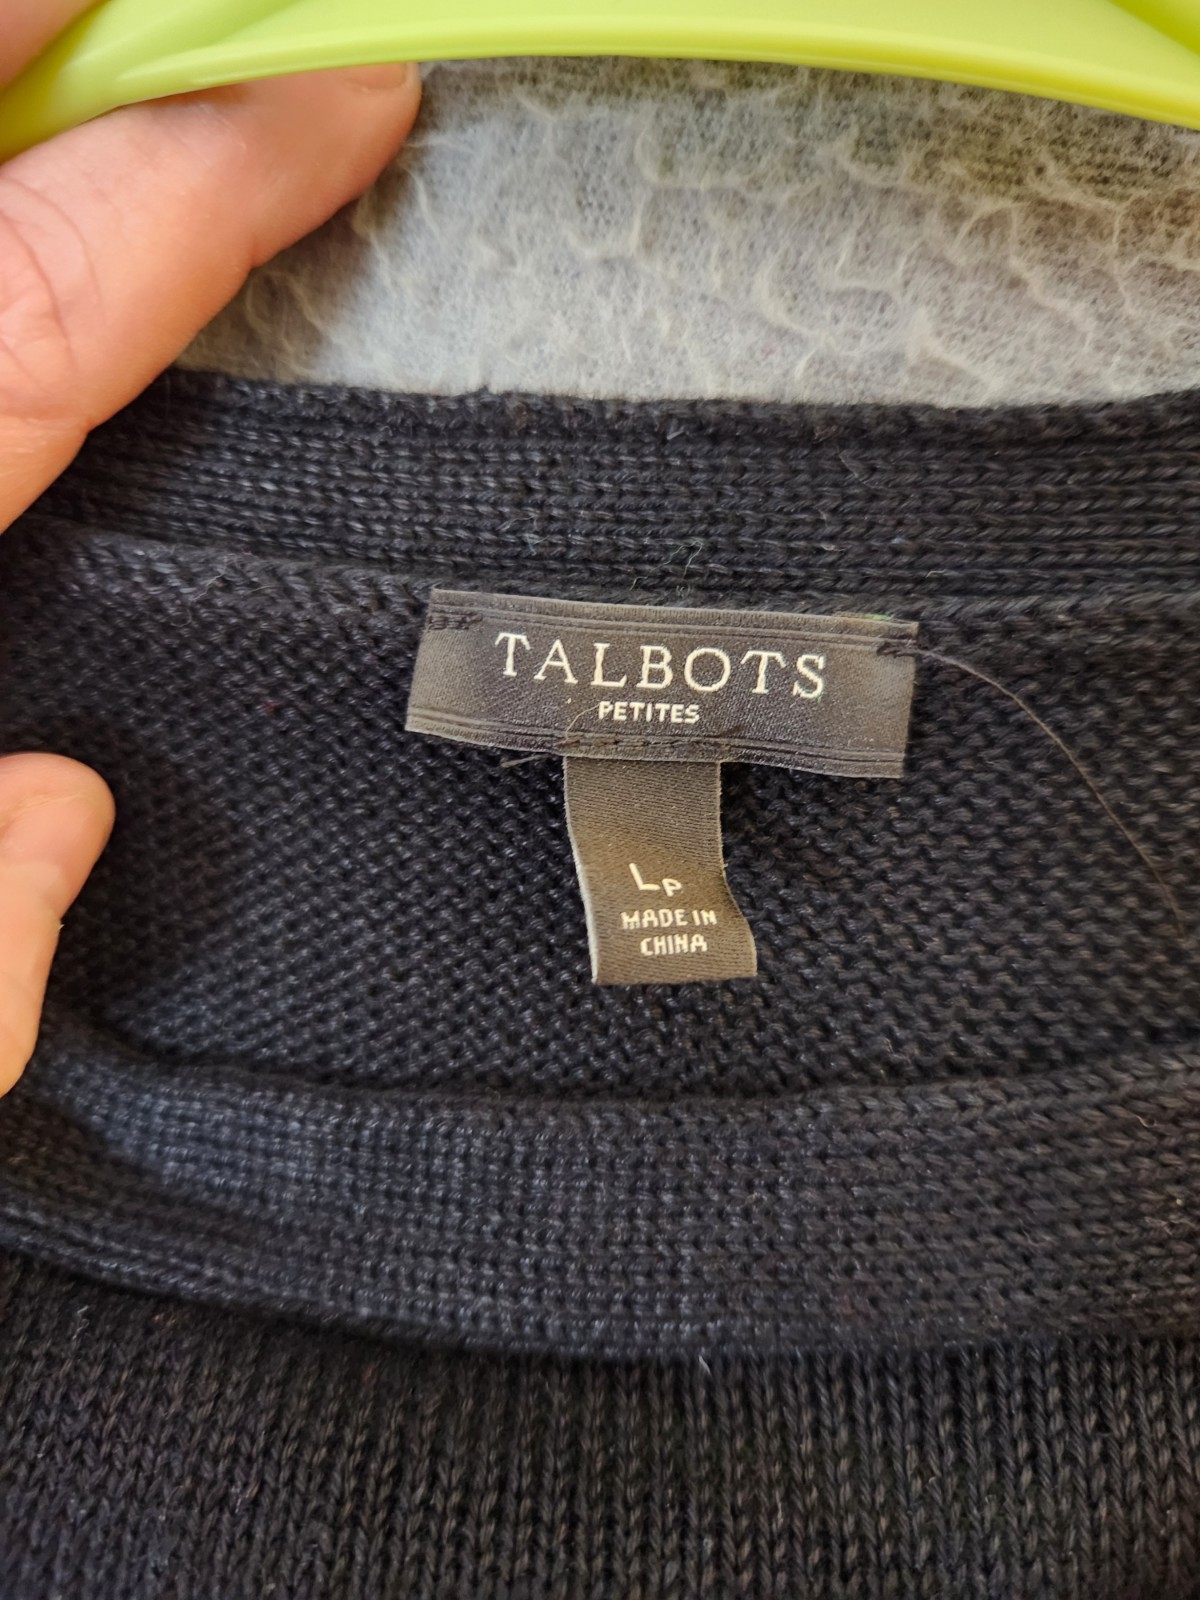 TALBOTS
PETITES
LP
MADE IN
CHINA